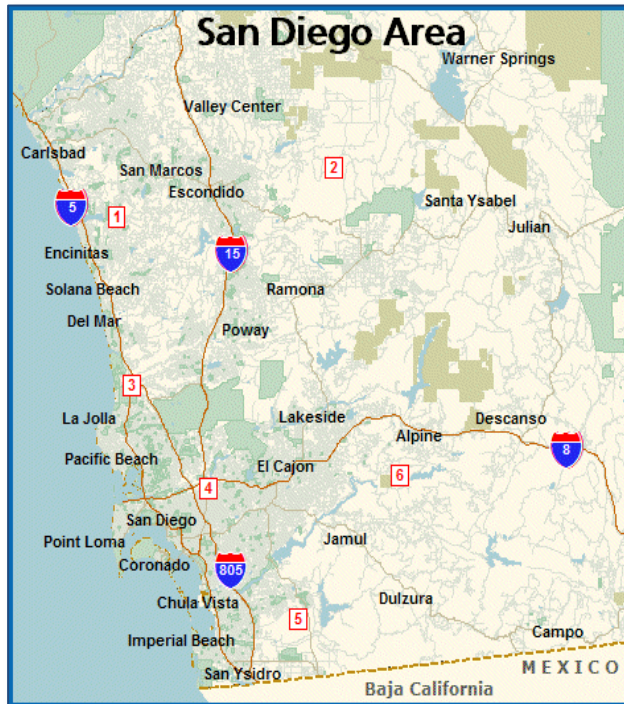 San Diego Area
Warner Springs
Valley Center
Carlsbad
San Marcos
2
Escondido
Santa Ysabel
5
1
Julian
Encinitas
15
Solana Beach
Ramona
Del Mar
Poway
3
La Jolla
Lakeside
Descanso
Alpine
8
Pacific Beach
El Cajon
6
4
San Diego
Point Loma
Jamul
Coronado
805
Chula Vista
Dulzura
5
Imperial Beach
Campo
San Ysidro
MEXICO
Baja California